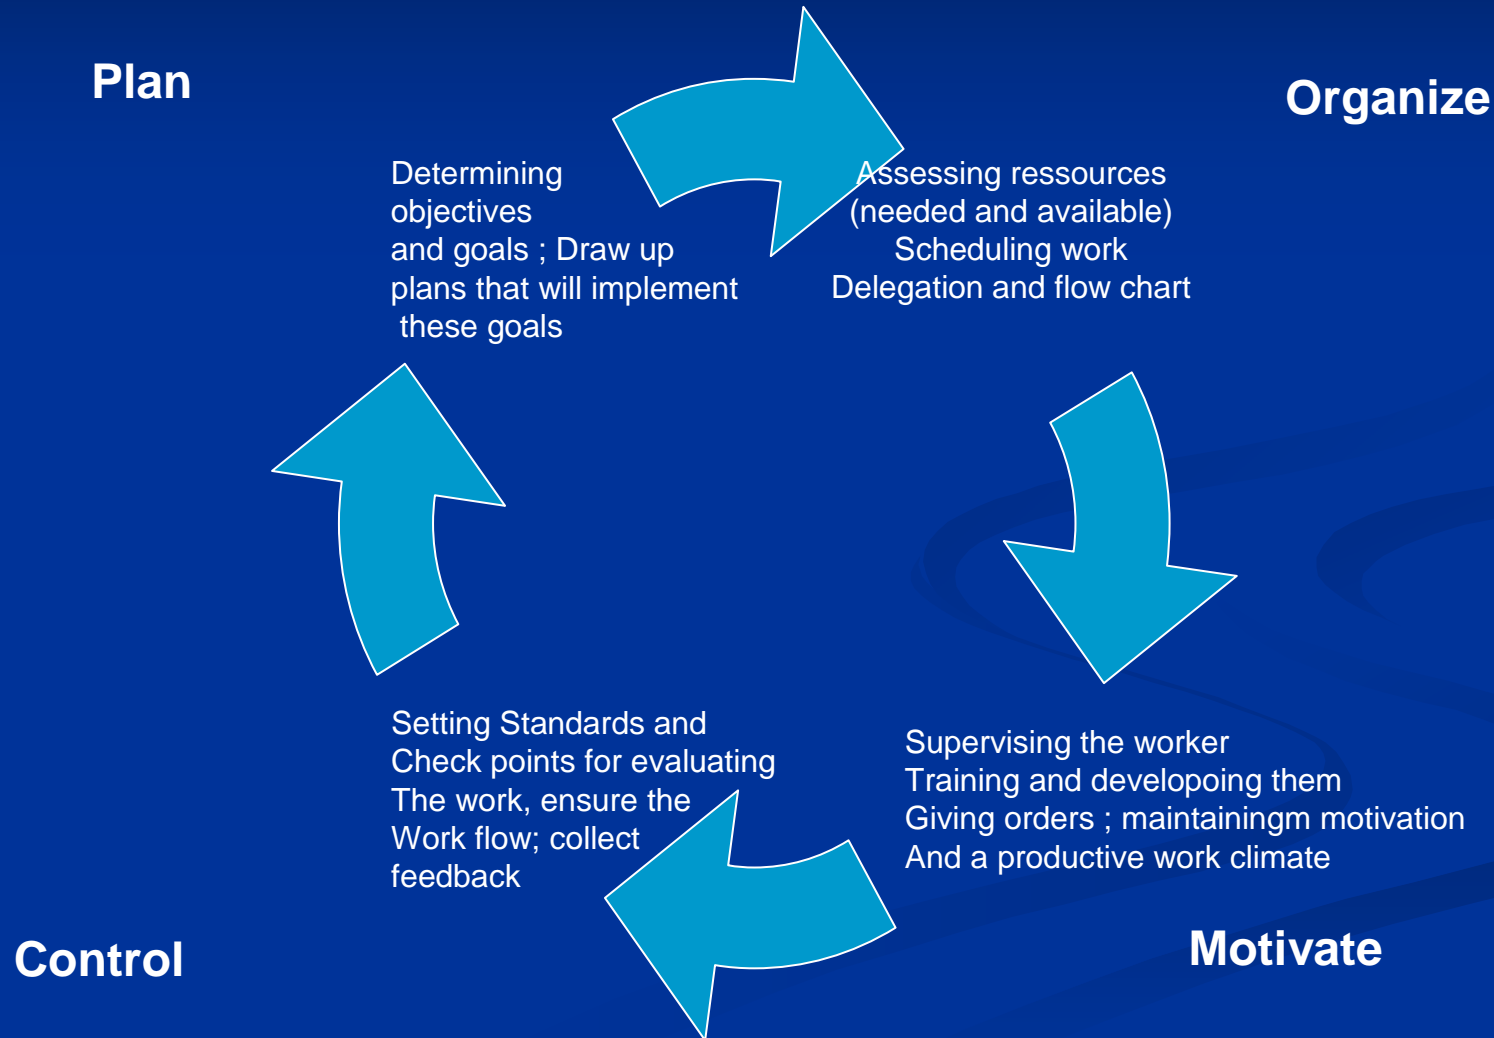 Plan
Organize
Determining
objectives
and goals ; Draw up
plans that will implement
these goals
Assessing ressources
(needed and available)
Scheduling work
Delegation and flow chart
Setting Standards and
Check points for evaluating
The work, ensure the
Work flow; collect
feedback
Supervising the worker
Training and developoing them
Giving orders ; maintainingm motivation
And a productive work climate
Control
Motivate